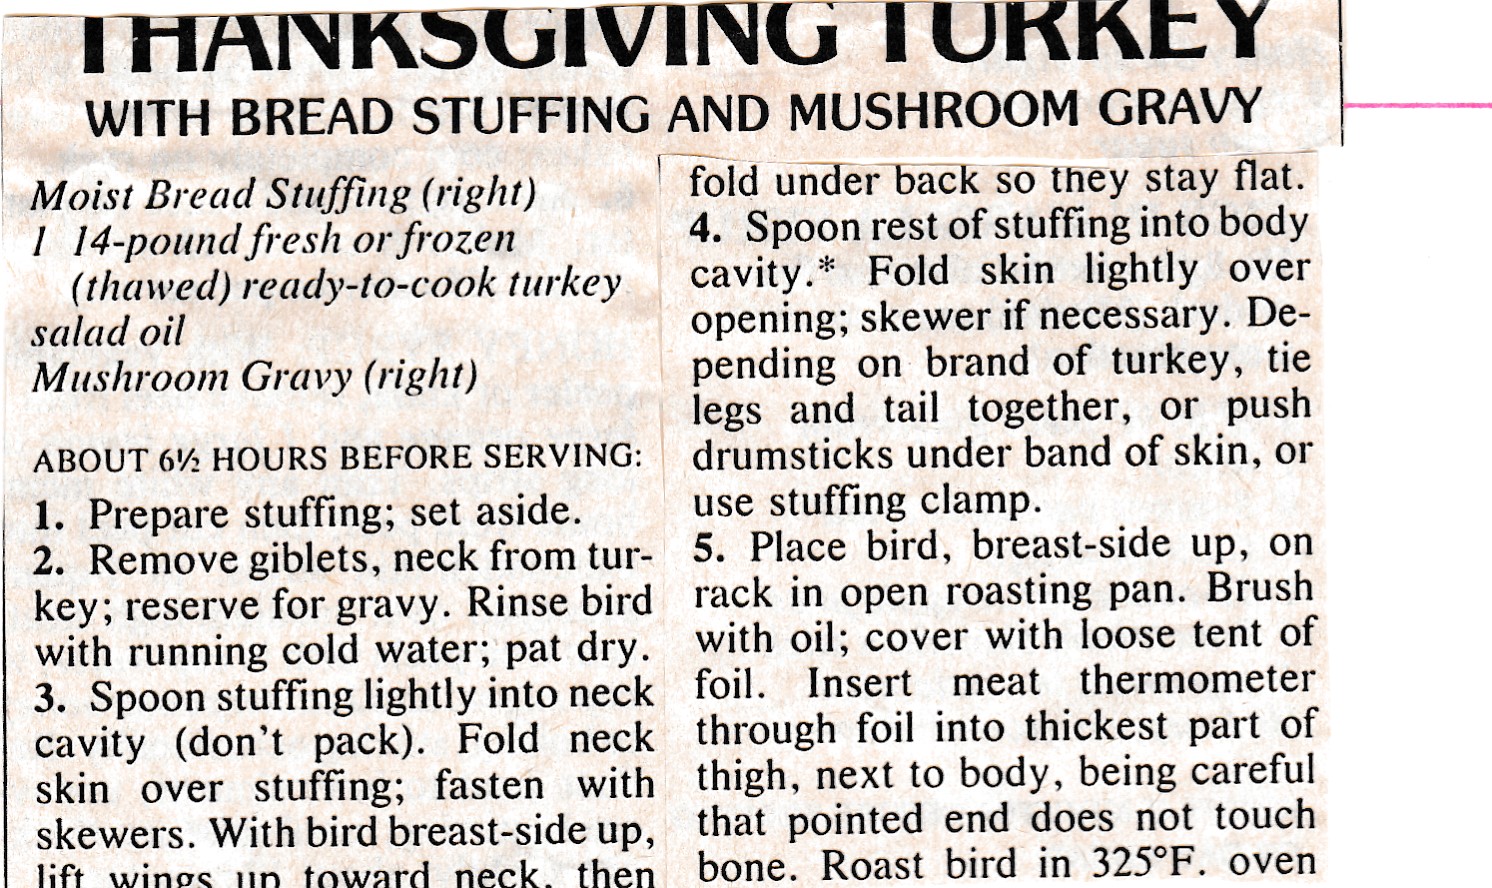 THANKSGIVING TURKEY
WITH BREAD STUFFING AND MUSHROOM GRAVY
Moist Bread Stuffing (right)
1 14-pound fresh or frozen
(thawed) ready-to-cook turkey
salad oil
Mushroom Gravy (right)
ABOUT 6½ HOURS BEFORE SERVING:
1. Prepare stuffing; set aside.
2. Remove giblets, neck from tur-
key; reserve for gravy. Rinse bird
with running cold water; pat dry.
3. Spoon stuffing lightly into neck
cavity (don't pack). Fold neck
skin over stuffing; fasten with
skewers. With bird breast-side up,
lift wings up toward neck, then
fold under back so they stay flat.
4. Spoon rest of stuffing into body
cavity.* Fold skin lightly over
opening; skewer if necessary. De-
pending on brand of turkey, tie
legs and tail together, or push
drumsticks under band of skin, or
use stuffing clamp.
5. Place bird, breast-side up, on
rack in open roasting pan. Brush
with oil; cover with loose tent of
foil. Insert meat thermometer
through foil into thickest part of
thigh, next to body, being careful
that pointed end does not touch
bone. Roast bird in 325°F. oven